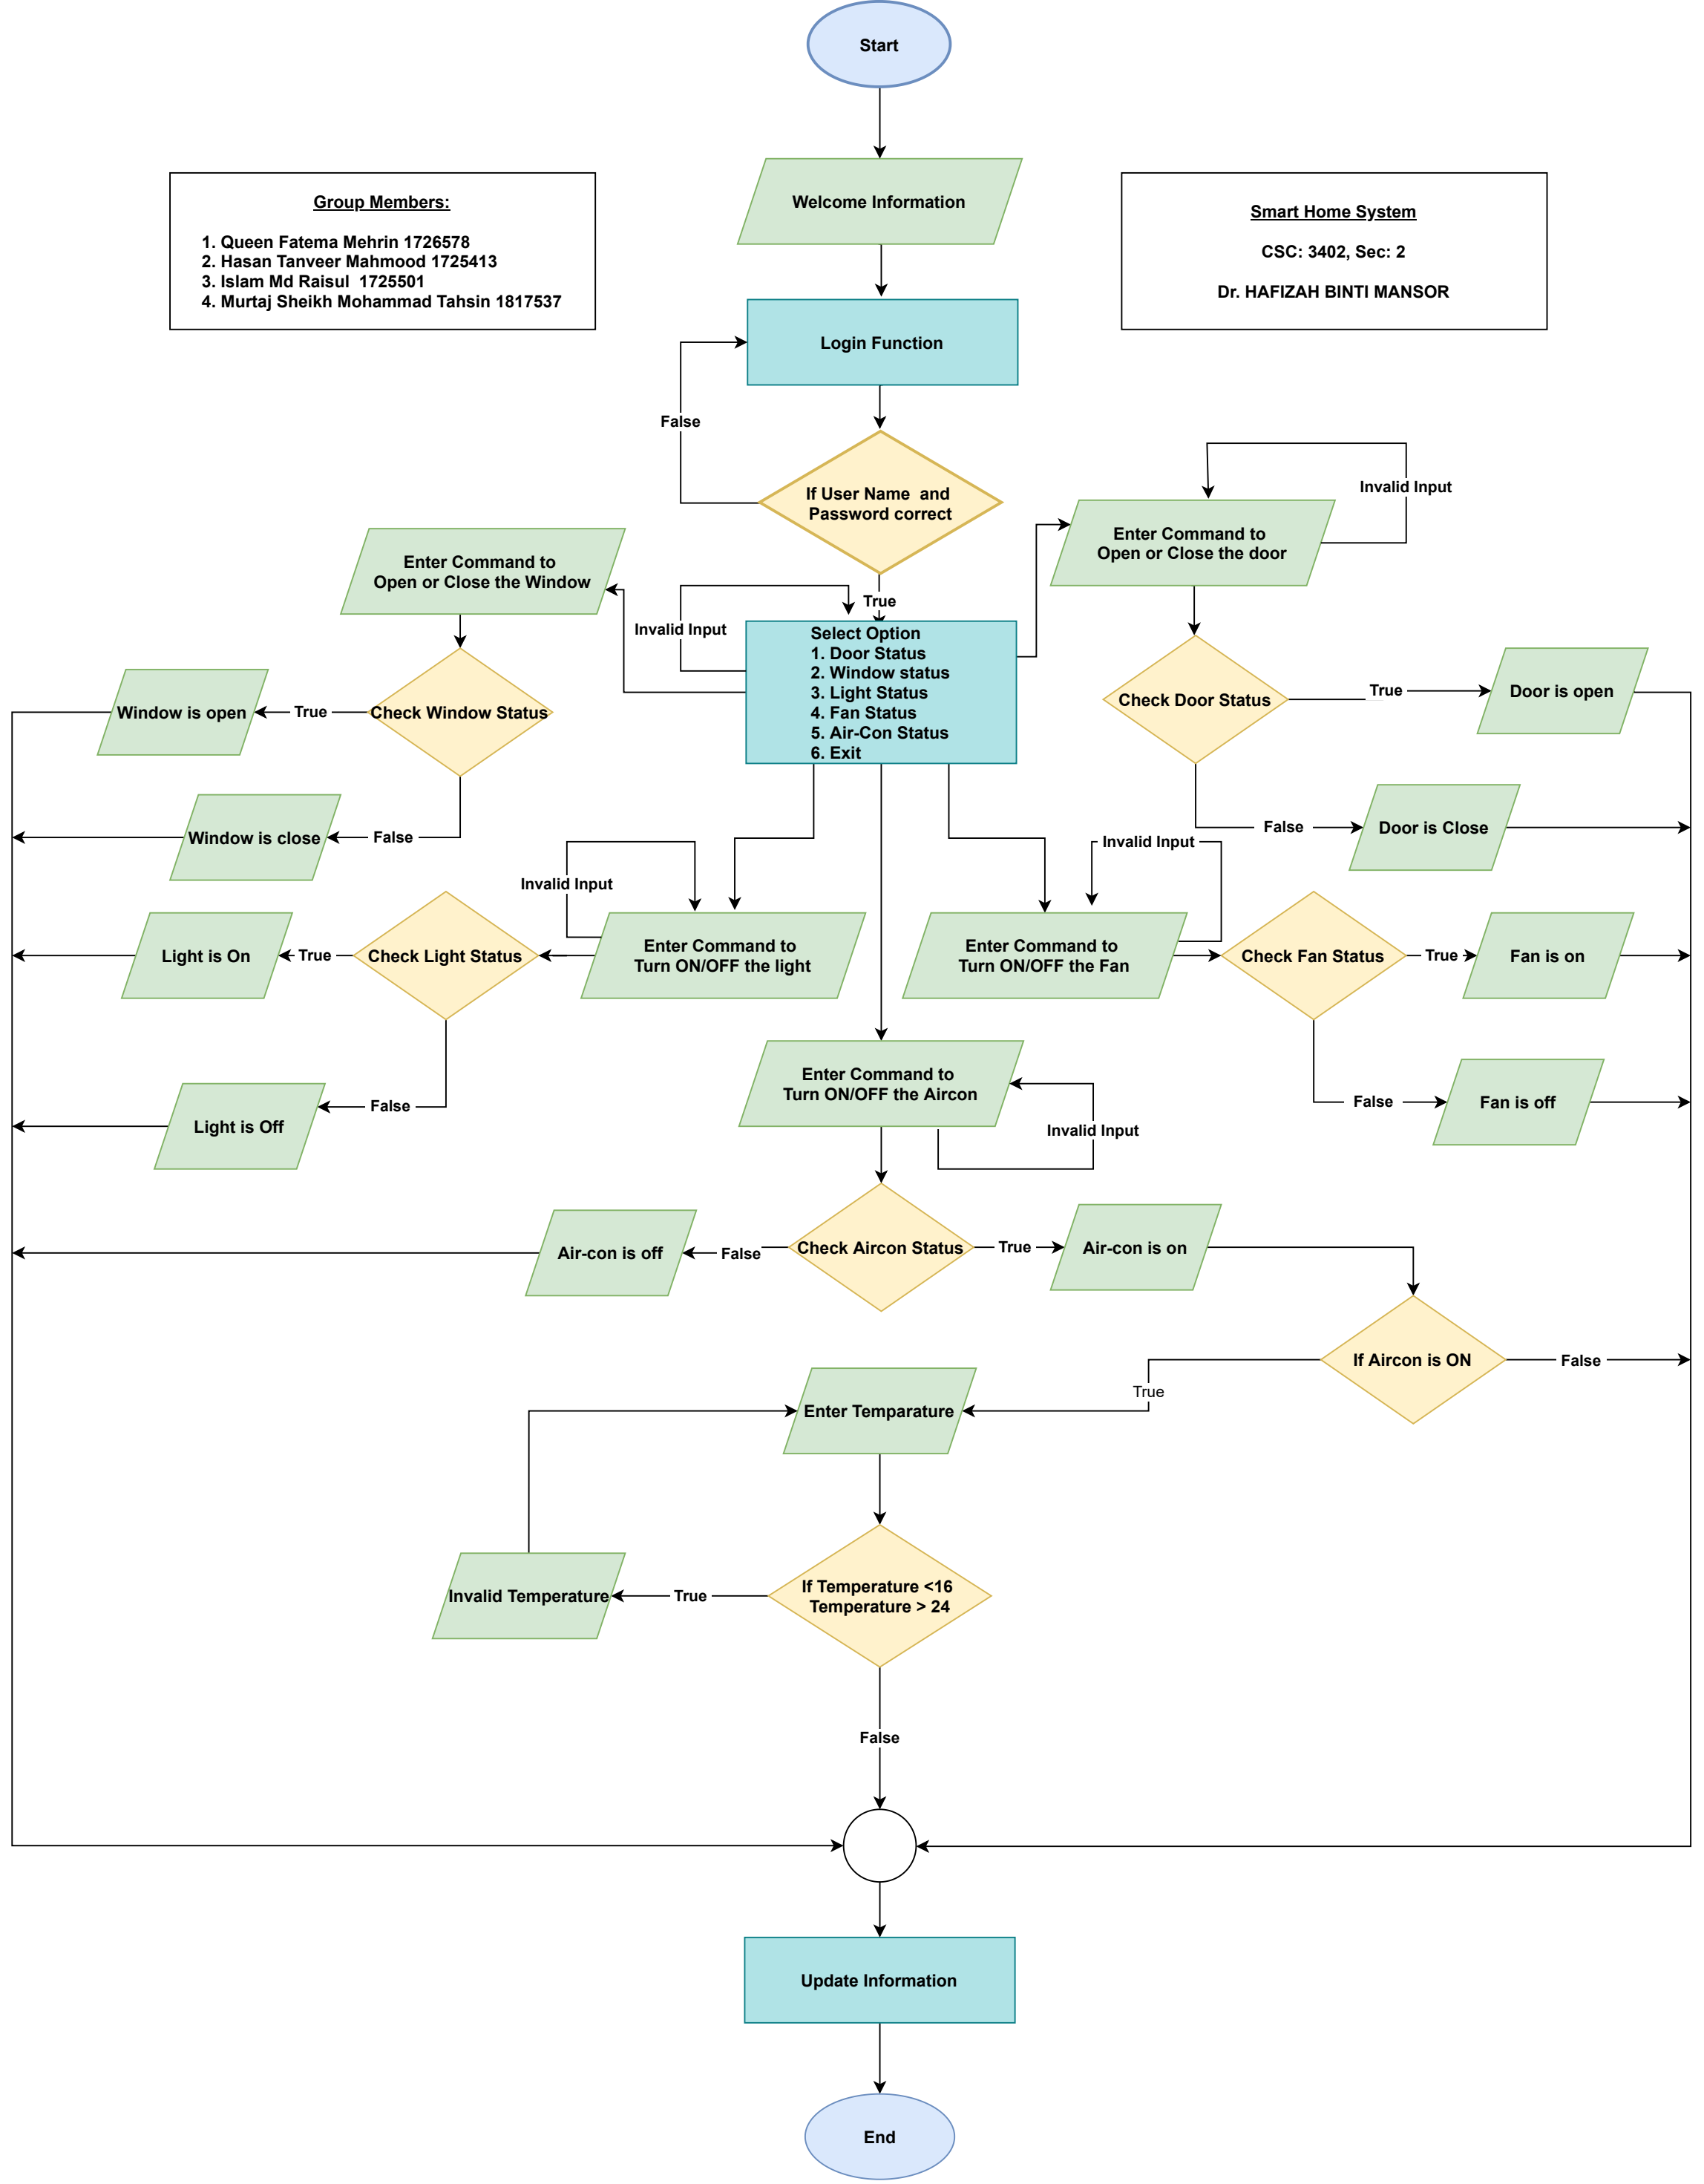 Start
Welcome Information
Group Members:
1. Queen Fatema Mehrin 1726578
2. Hasan Tanveer Mahmood 1725413
3. Islam Md Raisul  1725501
4. Murtaj Sheikh Mohammad Tahsin 1817537
Smart Home System
CSC: 3402, Sec: 2
Dr. HAFIZAH BINTI MANSOR
Login Function
False
If User Name  and
Password correct
True
Invalid Input
Enter Command to
Open or Close the door
Enter Command to
Open or Close the Window
Invalid Input
Select Option
1. Door Status
2. Window status
3. Light Status
4. Fan Status
5. Air-Con Status
6. Exit
Window is open
True
Check Window Status
Check Door Status
True
Door is open
Window is close
False
False
Door is Close
Invalid Input
Invalid Input
Light is On
True
Check Light Status
Enter Command to
Turn ON/OFF the light
Enter Command to
Turn ON/OFF the Fan
Check Fan Status
True
Fan is on
Light is Off
False
Enter Command to
Turn ON/OFF the Aircon
Invalid Input
False
Fan is off
Air-con is off
False
Check Aircon Status
True
Air-con is on
If Aircon is ON
False
True
Enter Temparature
Invalid Temperature
True
If Temperature <16
Temperature > 24
False
Update Information
End